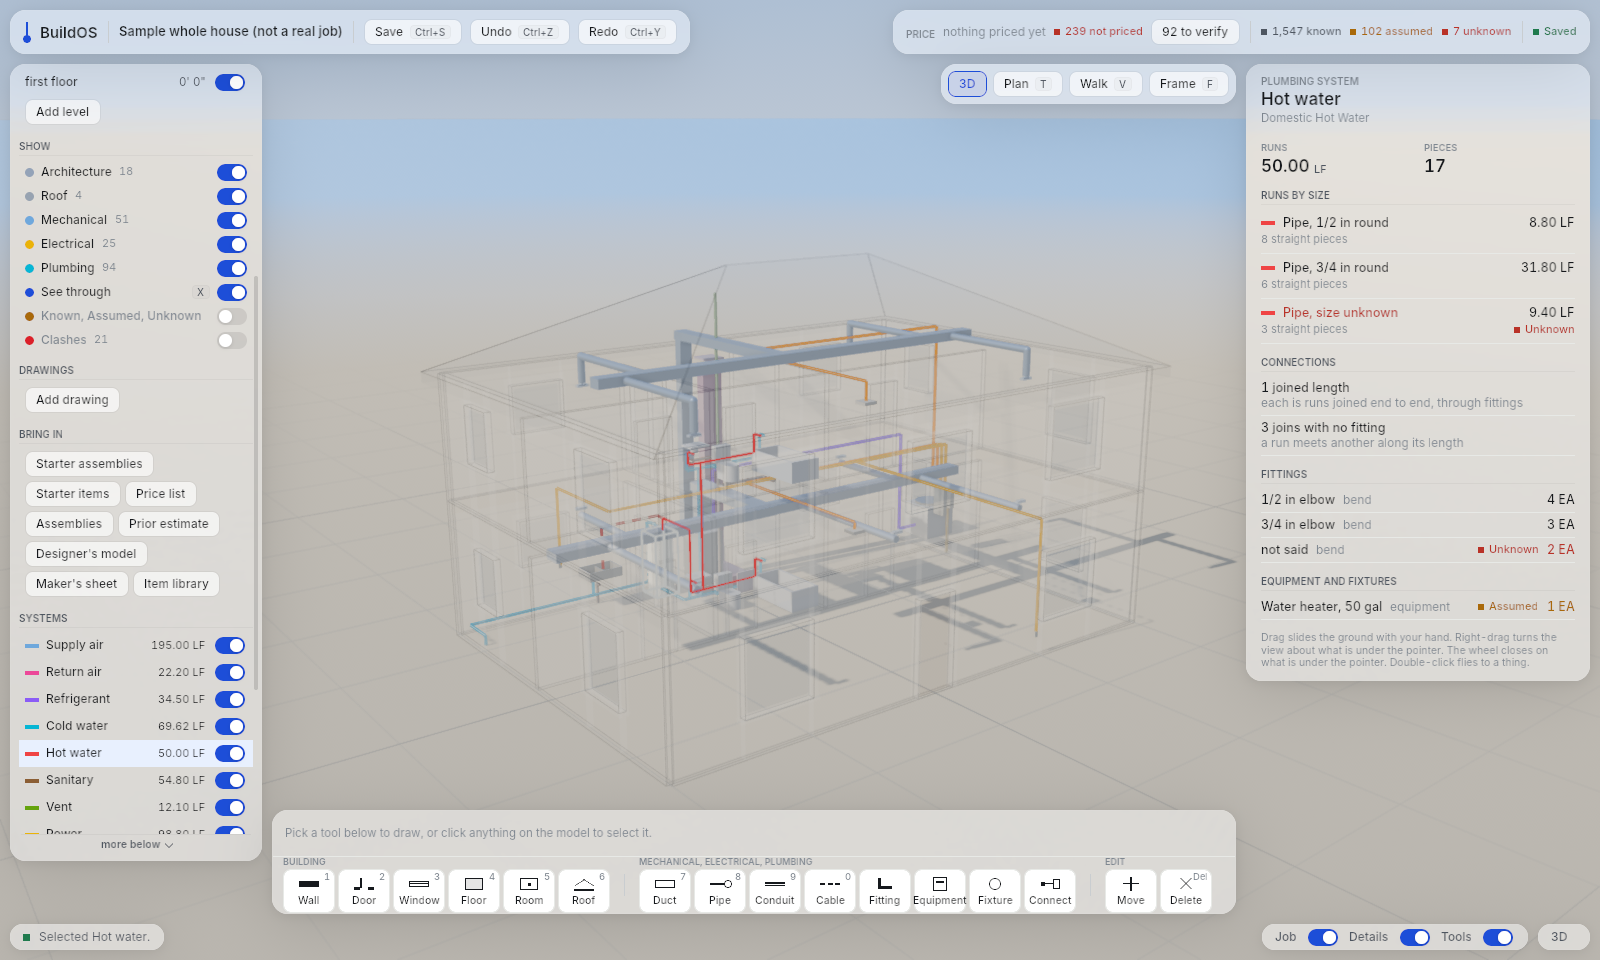 BuildOS
Sample whole house (not a real job)
Save Ctrl+S
Undo Ctrl+Z
Redo Ctrl+Y
PRICE nothing priced yet
239 not priced
92 to verify
1,547 known
102 assumed
7 unknown
Saved
first floor 0' 0"
Add level
SHOW
Architecture 18
Roof 4
Mechanical 51
Electrical 25
Plumbing 94
See through X
Known, Assumed, Unknown
Clashes 21
DRAWINGS
Add drawing
BRING IN
Starter assemblies
Starter items
Price list
Assemblies
Prior estimate
Designer's model
Maker's sheet
Item library
SYSTEMS
Supply air 195.00 LF
Return air 22.20 LF
Refrigerant 34.50 LF
Cold water 69.62 LF
Hot water 50.00 LF
Sanitary 54.80 LF
Vent 12.10 LF
Power 98.80 LF
more below
3D
Plan T
Walk V
Frame F
PLUMBING SYSTEM
Hot water
Domestic Hot Water
RUNS PIECES
50.00 LF 17
RUNS BY SIZE
Pipe, 1/2 in round 8.80 LF
8 straight pieces
Pipe, 3/4 in round 31.80 LF
6 straight pieces
Pipe, size unknown 9.40 LF
3 straight pieces Unknown
CONNECTIONS
1 joined length
each is runs joined end to end, through fittings
3 joins with no fitting
a run meets another along its length
FITTINGS
1/2 in elbow bend 4 EA
3/4 in elbow bend 3 EA
not said bend Unknown 2 EA
EQUIPMENT AND FIXTURES
Water heater, 50 gal equipment Assumed 1 EA
Drag slides the ground with your hand. Right-drag turns the
view about what is under the pointer. The wheel closes on
what is under the pointer. Double-click flies to a thing.
Pick a tool below to draw, or click anything on the model to select it.
BUILDING
Wall 1
Door 2
Window 3
Floor 4
Room 5
Roof 6
MECHANICAL, ELECTRICAL, PLUMBING
Duct 7
Pipe 8
Conduit 9
Cable 0
Fitting
Equipment
Fixture
Connect
EDIT
Move
Delete Del
Selected Hot water.
Job
Details
Tools
3D